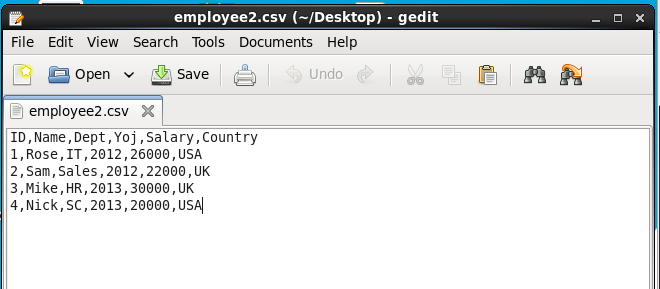 employee2.csv (~/Desktop) - gedit
File Edit View Search Tools Documents Help
Open Save Undo
employee2.csv
ID,Name,Dept,Yoj,Salary,Country
1,Rose,IT,2012,26000,USA
2,Sam,Sales,2012,22000,UK
3,Mike,HR,2013,30000,UK
4,Nick,SC,2013,20000,USA